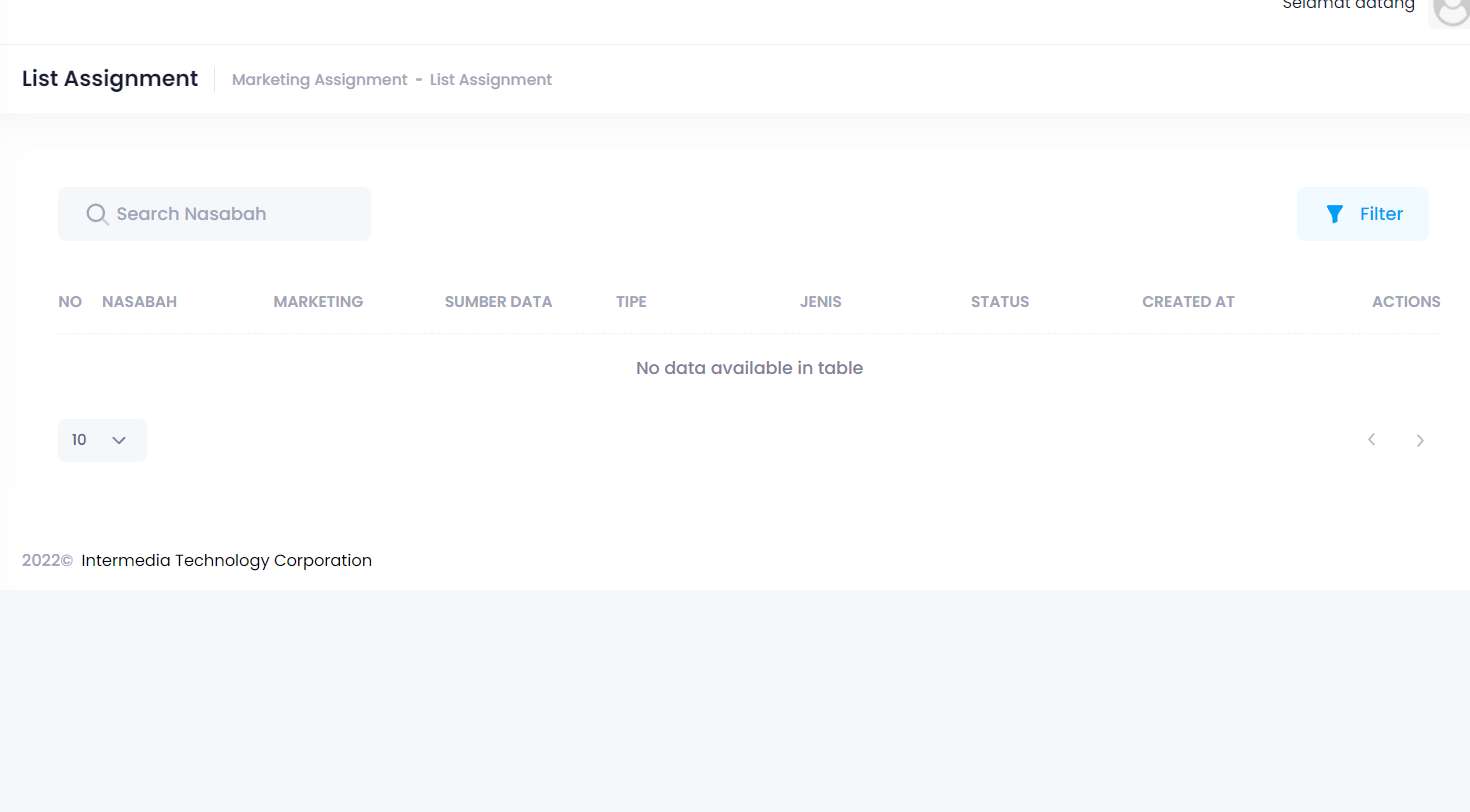 Selamat datang
List Assignment Marketing Assignment - List Assignment
Search Nasabah Filter
NO NASABAH MARKETING SUMBER DATA TIPE JENIS STATUS CREATED AT ACTIONS
No data available in table
10
2022© Intermedia Technology Corporation